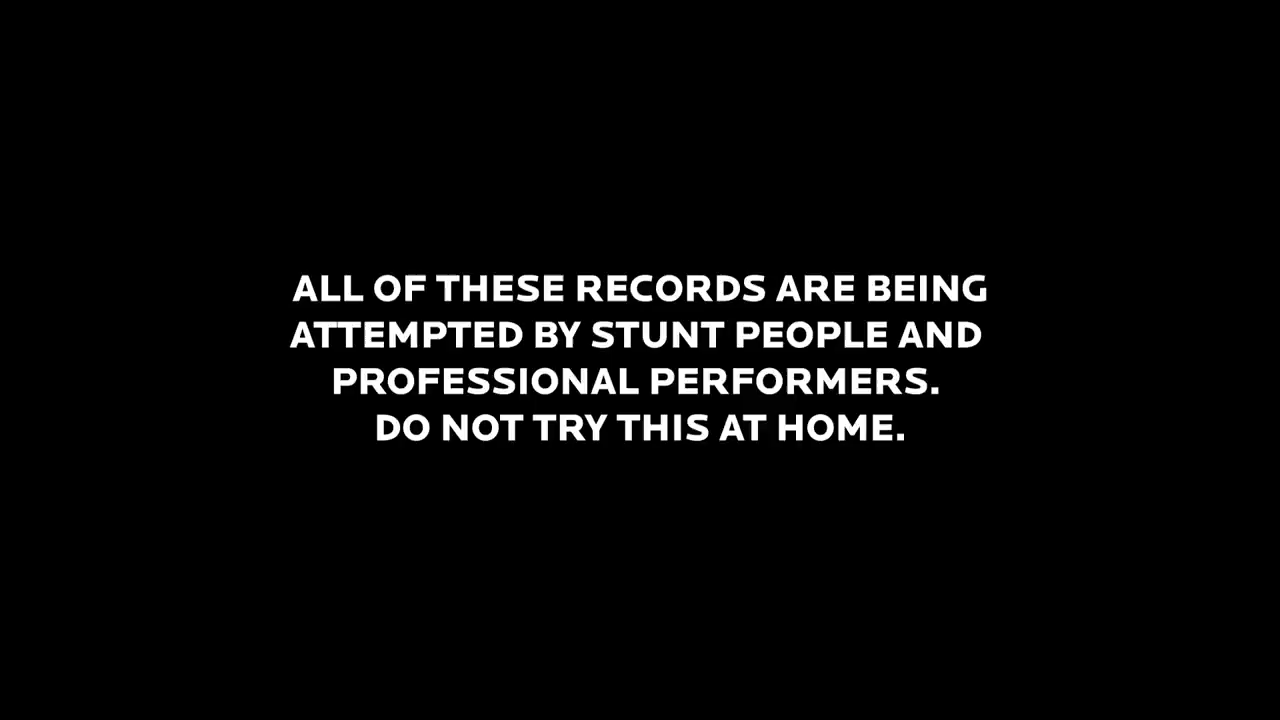 ALL OF THESE RECORDS ARE BEING
ATTEMPTED BY STUNT PEOPLE AND
PROFESSIONAL PERFORMERS.
DO NOT TRY THIS AT HOME.